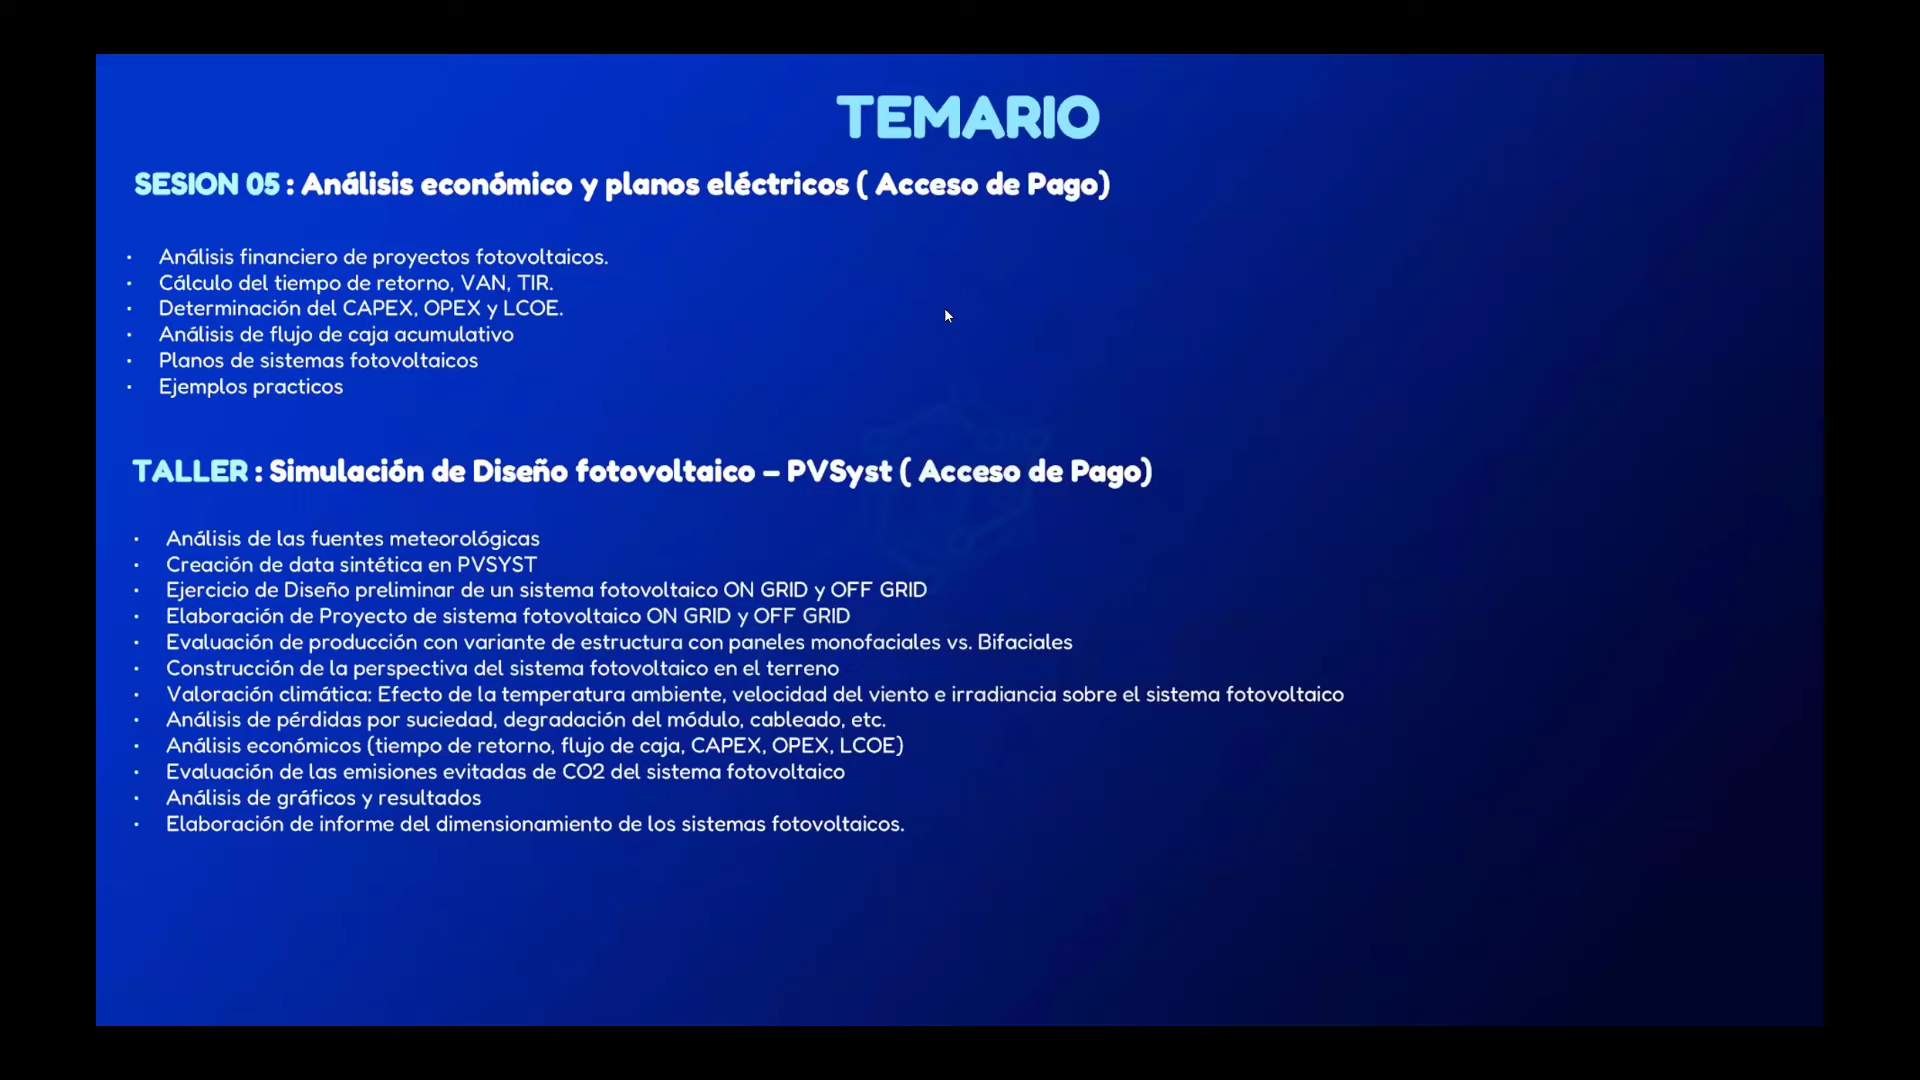 TEMARIO
SESION 05 : Análisis económico y planos eléctricos ( Acceso de Pago)
• Análisis financiero de proyectos fotovoltaicos.
• Cálculo del tiempo de retorno, VAN, TIR.
• Determinación del CAPEX, OPEX y LCOE.
• Análisis de flujo de caja acumulativo
• Planos de sistemas fotovoltaicos
• Ejemplos practicos
TALLER : Simulación de Diseño fotovoltaico – PVSyst ( Acceso de Pago)
• Análisis de las fuentes meteorológicas
• Creación de data sintética en PVSYST
• Ejercicio de Diseño preliminar de un sistema fotovoltaico ON GRID y OFF GRID
• Elaboración de Proyecto de sistema fotovoltaico ON GRID y OFF GRID
• Evaluación de producción con variante de estructura con paneles monofaciales vs. Bifaciales
• Construcción de la perspectiva del sistema fotovoltaico en el terreno
• Valoración climática: Efecto de la temperatura ambiente, velocidad del viento e irradiancia sobre el sistema fotovoltaico
• Análisis de pérdidas por suciedad, degradación del módulo, cableado, etc.
• Análisis económicos (tiempo de retorno, flujo de caja, CAPEX, OPEX, LCOE)
• Evaluación de las emisiones evitadas de CO2 del sistema fotovoltaico
• Análisis de gráficos y resultados
• Elaboración de informe del dimensionamiento de los sistemas fotovoltaicos.